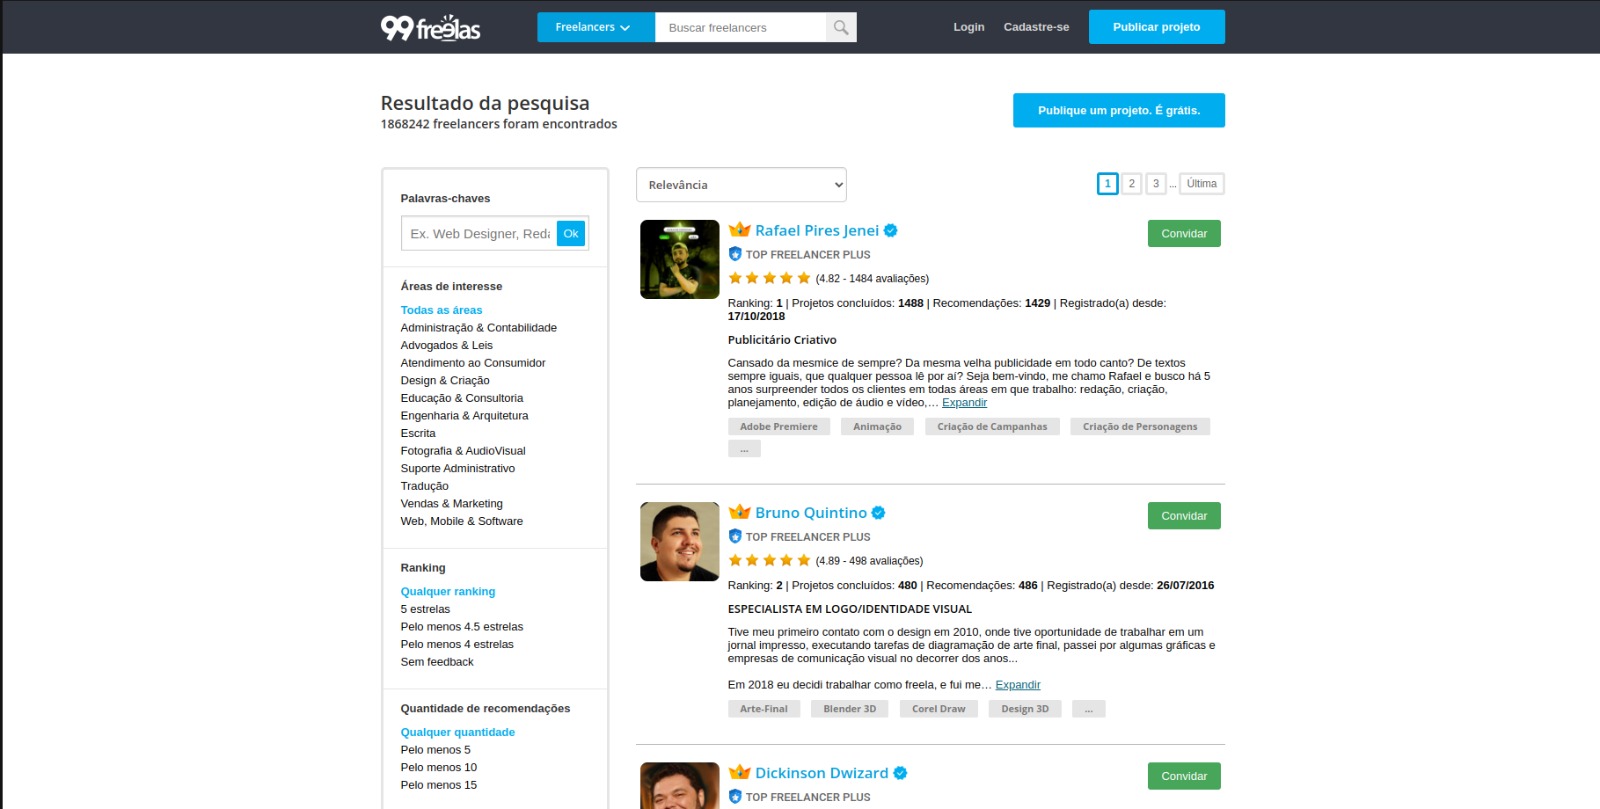 99freelas
Freelancers
Buscar freelancers
Login
Cadastre-se
Publicar projeto
Resultado da pesquisa
1868242 freelancers foram encontrados
Publique um projeto. É grátis.
Palavras-chaves
Ex. Web Designer, Reda
Ok
Áreas de interesse
Todas as áreas
Administração & Contabilidade
Advogados & Leis
Atendimento ao Consumidor
Design & Criação
Educação & Consultoria
Engenharia & Arquitetura
Escrita
Fotografia & AudioVisual
Suporte Administrativo
Tradução
Vendas & Marketing
Web, Mobile & Software
Ranking
Qualquer ranking
5 estrelas
Pelo menos 4.5 estrelas
Pelo menos 4 estrelas
Sem feedback
Quantidade de recomendações
Qualquer quantidade
Pelo menos 5
Pelo menos 10
Pelo menos 15
Relevância
1 2 3 ... Última
Rafael Pires Jenei
Convidar
TOP FREELANCER PLUS
(4.82 - 1484 avaliações)
Ranking: 1 | Projetos concluídos: 1488 | Recomendações: 1429 | Registrado(a) desde:
17/10/2018
Publicitário Criativo
Cansado da mesmice de sempre? Da mesma velha publicidade em todo canto? De textos
sempre iguais, que qualquer pessoa lê por aí? Seja bem-vindo, me chamo Rafael e busco há 5
anos surpreender todos os clientes em todas áreas em que trabalho: redação, criação,
planejamento, edição de áudio e vídeo,… Expandir
Adobe Premiere
Animação
Criação de Campanhas
Criação de Personagens
...
Bruno Quintino
Convidar
TOP FREELANCER PLUS
(4.89 - 498 avaliações)
Ranking: 2 | Projetos concluídos: 480 | Recomendações: 486 | Registrado(a) desde: 26/07/2016
ESPECIALISTA EM LOGO/IDENTIDADE VISUAL
Tive meu primeiro contato com o design em 2010, onde tive oportunidade de trabalhar em um
jornal impresso, executando tarefas de diagramação de arte final, passei por algumas gráficas e
empresas de comunicação visual no decorrer dos anos...
Em 2018 eu decidi trabalhar como freela, e fui me… Expandir
Arte-Final
Blender 3D
Corel Draw
Design 3D
...
Dickinson Dwizard
Convidar
TOP FREELANCER PLUS